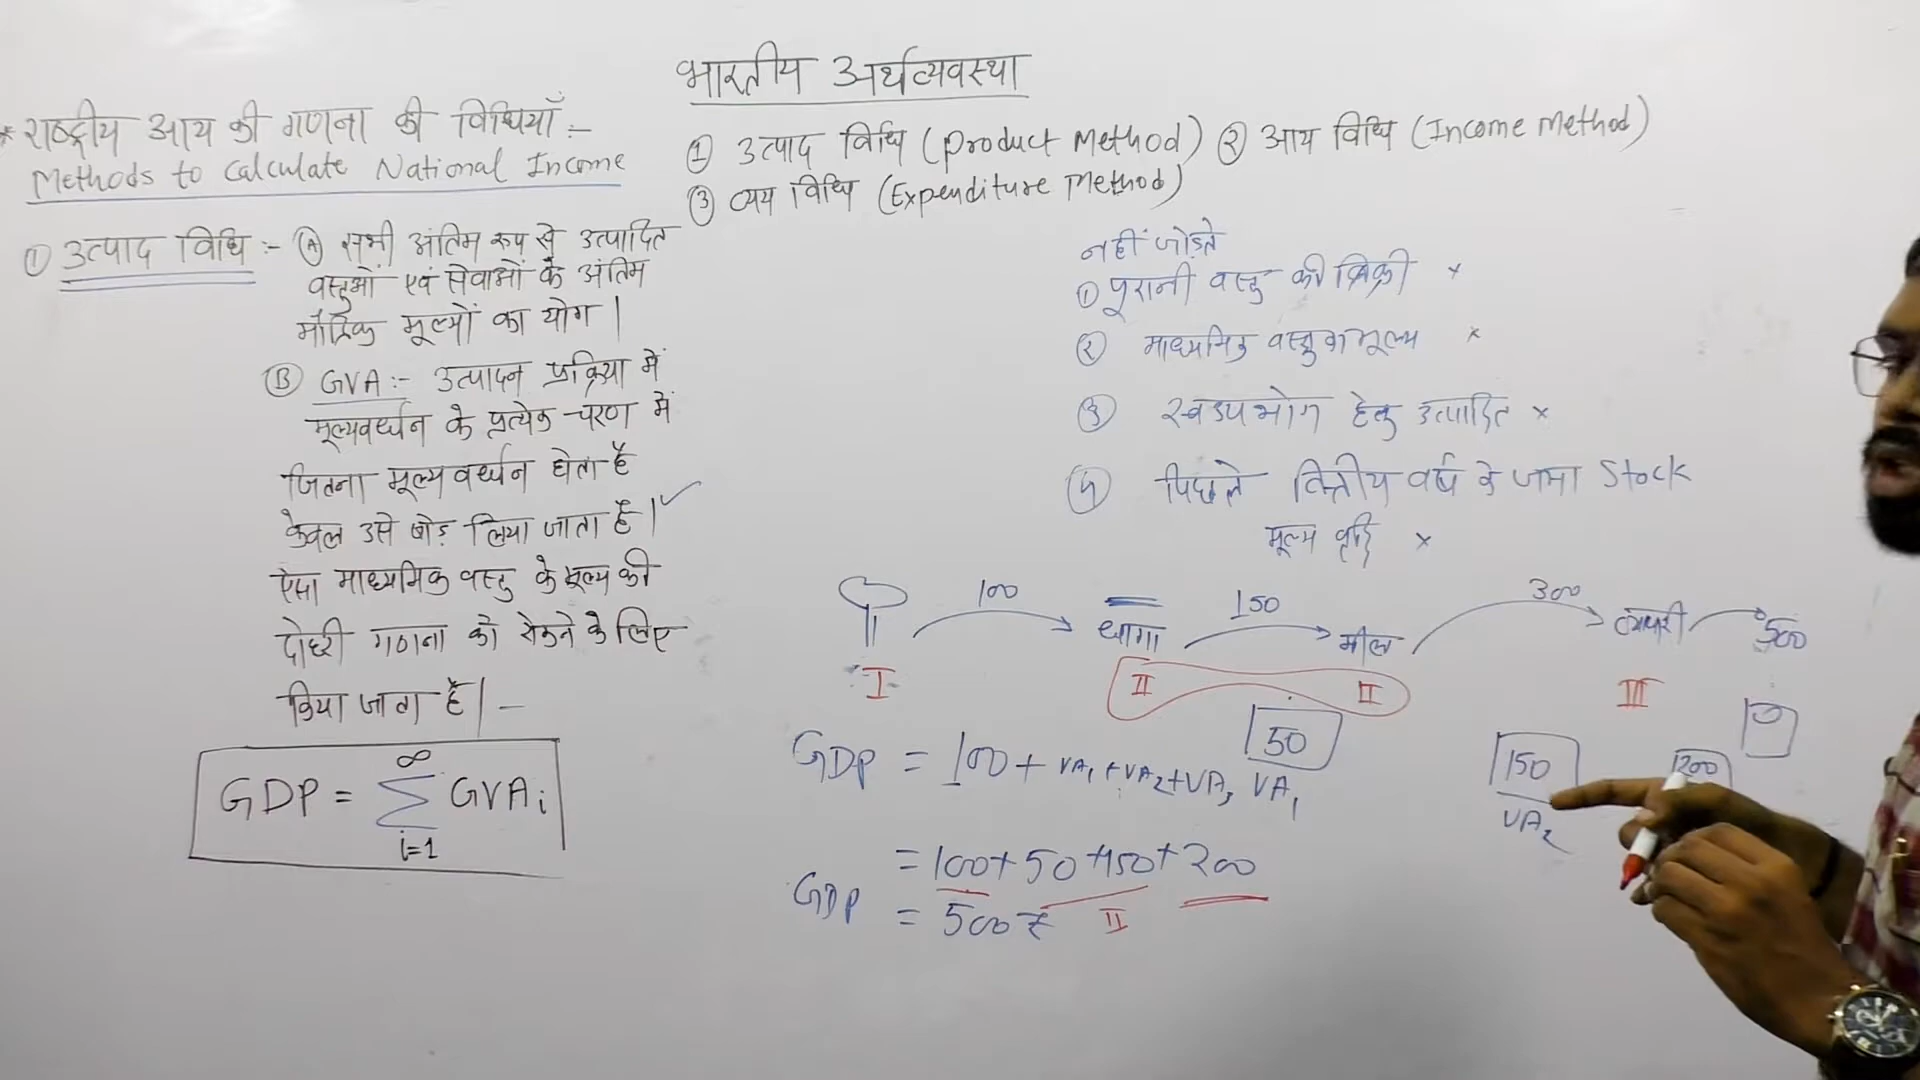 भारतीय अर्थव्यवस्था
* राष्ट्रीय आय की गणना की विधियाँ :-
Methods to Calculate National Income
① उत्पाद विधि (Product Method) ② आय विधि (Income Method)
③ व्यय विधि (Expenditure Method)
① उत्पाद विधि :- Ⓐ सभी अंतिम रूप से उत्पादित
वस्तुओं एवं सेवाओं के अंतिम
मौद्रिक मूल्यों का योग |
Ⓑ GVA :- उत्पादन प्रक्रिया में
मूल्यवर्धन के प्रत्येक चरण में
जितना मूल्य वर्धन होता है
केवल उसे जोड़ लिया जाता है |✓
ऐसा माध्यमिक वस्तु के मूल्य की
दोहरी गणना को रोकने के लिए
किया जाता है | –
GDP = ∞ Σ i=1 GVAi
नहीं जोड़ते
① पुरानी वस्तु की बिक्री ×
② माध्यमिक वस्तु का मूल्य ×
③ स्वउपभोग हेतु उत्पादित ×
④ पिछले वित्तीय वर्ष के जमा Stock
मूल्य वृद्धि ×
100 150 300
धागा मील व्यापारी 500
I II II III
50 150 200
VA1 VA2
GDP = 100 + VA1 + VA2 + VA3
= 100 + 50 + 150 + 200
GDP = 500 ₹ II